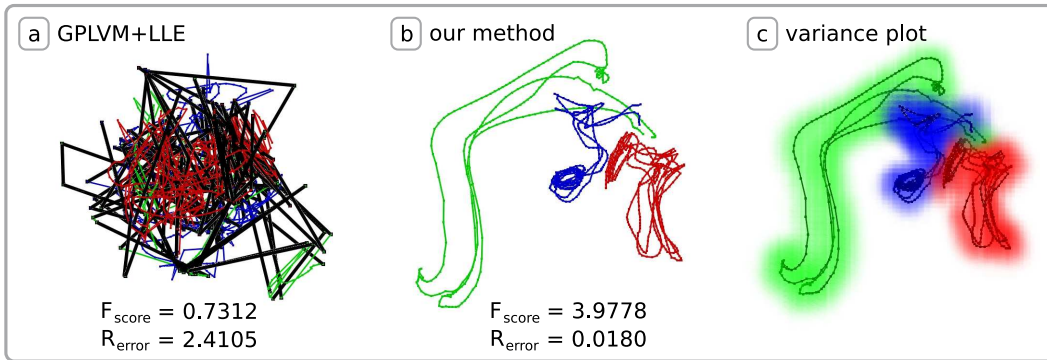 a GPLVM+LLE
b our method
c variance plot
F_score = 0.7312
R_error = 2.4105
F_score = 3.9778
R_error = 0.0180